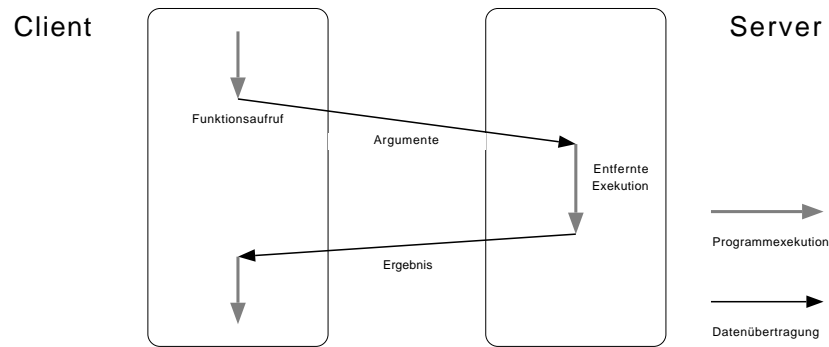 Client
Server
Funktionsaufruf
Argumente
Entfernte
Exekution
Programmexekution
Ergebnis
Datenübertragung